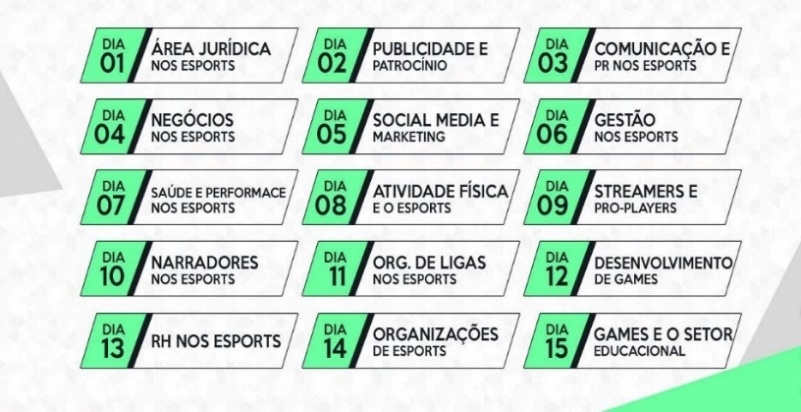 DIA
01
ÁREA JURÍDICA
NOS ESPORTS
DIA
02
PUBLICIDADE E
PATROCÍNIO
DIA
03
COMUNICAÇÃO E
PR NOS ESPORTS
DIA
04
NEGÓCIOS
NOS ESPORTS
DIA
05
SOCIAL MEDIA E
MARKETING
DIA
06
GESTÃO
NOS ESPORTS
DIA
07
SAÚDE E PERFORMACE
NOS ESPORTS
DIA
08
ATIVIDADE FÍSICA
E O ESPORTS
DIA
09
STREAMERS E
PRO-PLAYERS
DIA
10
NARRADORES
NOS ESPORTS
DIA
11
ORG. DE LIGAS
NOS ESPORTS
DIA
12
DESENVOLVIMENTO
DE GAMES
DIA
13
RH NOS ESPORTS
DIA
14
ORGANIZAÇÕES
DE ESPORTS
DIA
15
GAMES E O SETOR
EDUCACIONAL